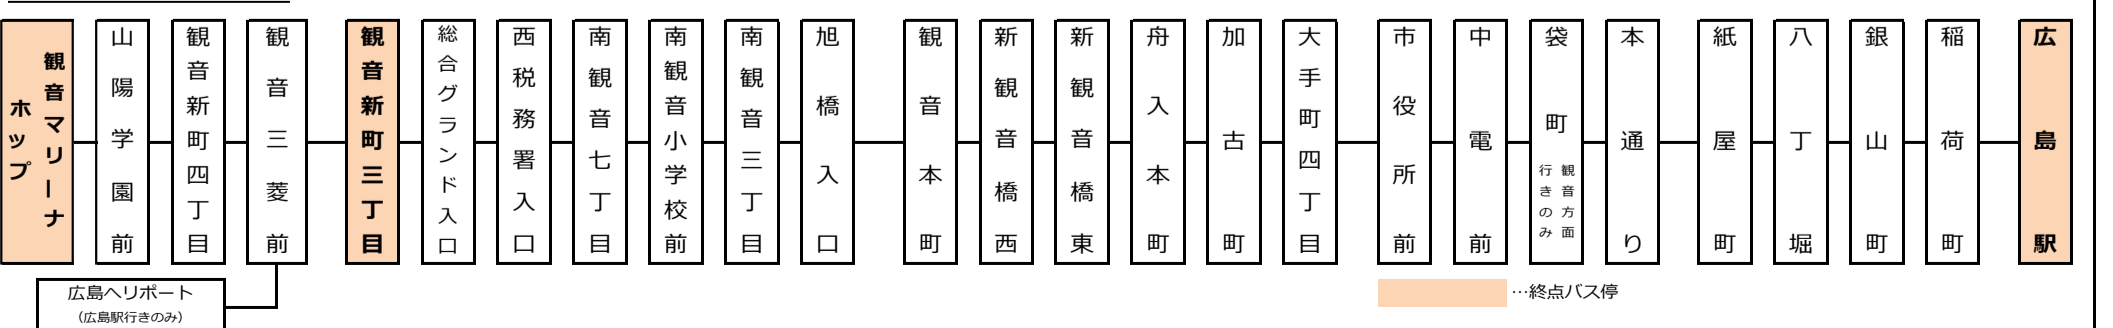 観音マリーナ
ホップ
山陽学園前
観音新町四丁目
観音三菱前
観音新町三丁目
総合グランド入口
西税務署入口
南観音七丁目
南観音小学校前
南観音三丁目
旭橋入口
観音本町
新観音橋西
新観音橋東
舟入本町
加古町
大手町四丁目
市役所前
中電前
袋町
観音方面
行きのみ
本通り
紙屋町
八丁堀
銀山町
稲荷町
広島駅
広島へリポート
(広島駅行きのみ)
…終点バス停